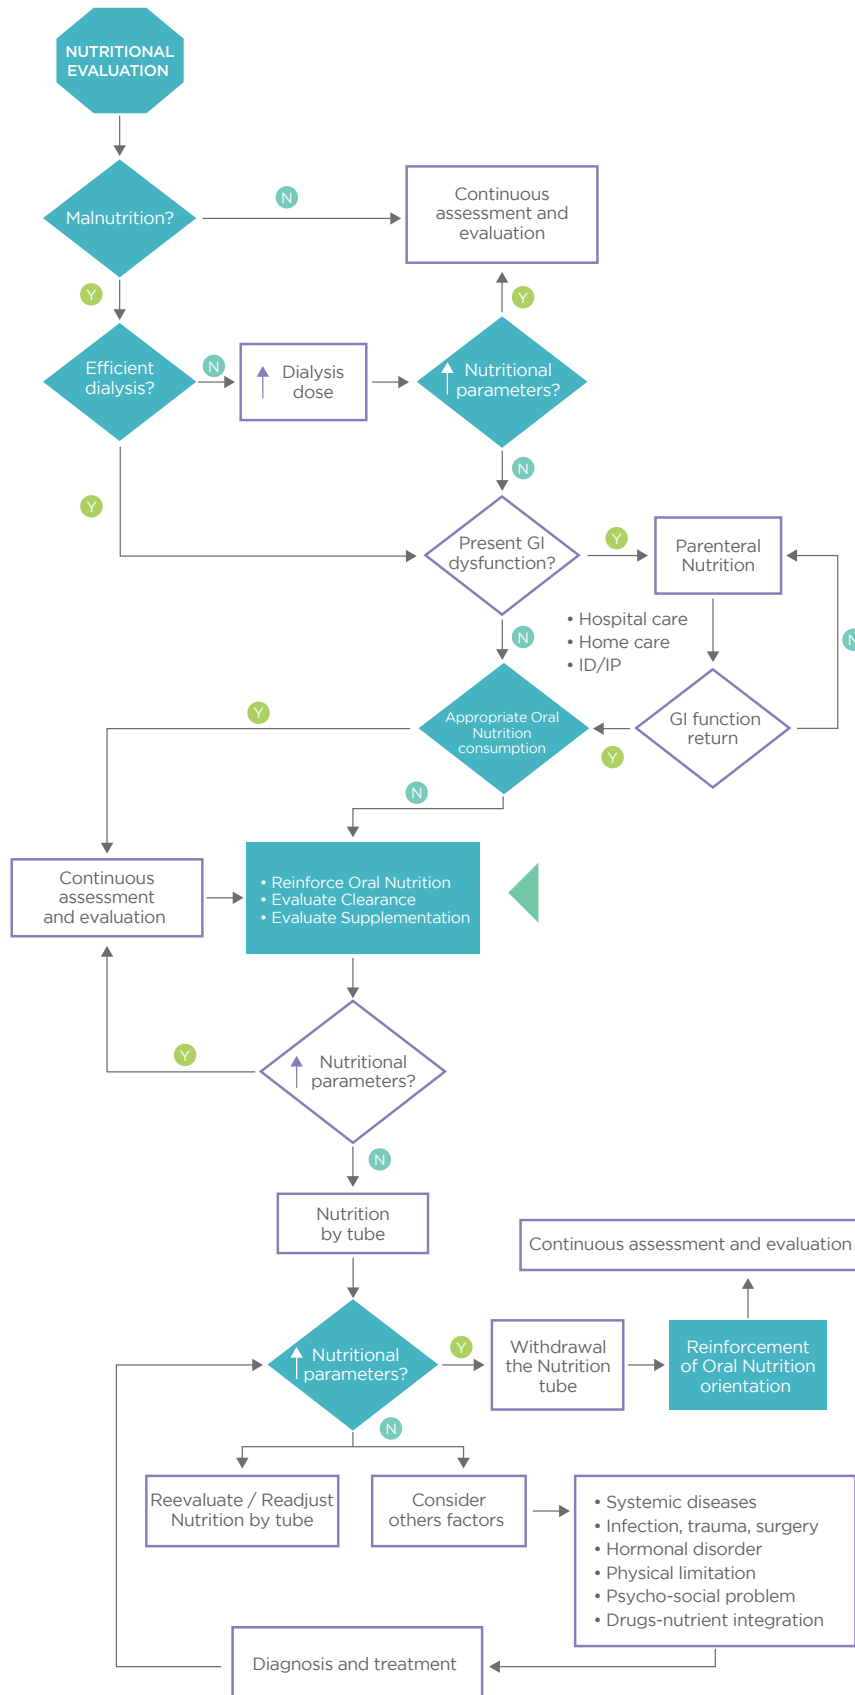 NUTRITIONAL
EVALUATION
Malnutrition?
N
Continuous
assessment and
evaluation
Y
Y
Efficient
dialysis?
N
Dialysis
dose
Nutritional
parameters?
N
Y
Present GI
dysfunction?
Y
Parenteral
Nutrition
• Hospital care
• Home care
• ID/IP
N
N
Appropriate Oral
Nutrition
consumption
Y
GI function
return
Y
N
Continuous
assessment
and evaluation
• Reinforce Oral Nutrition
• Evaluate Clearance
• Evaluate Supplementation
Y
Nutritional
parameters?
N
Nutrition
by tube
Continuous assessment and evaluation
Nutritional
parameters?
Y
Withdrawal
the Nutrition
tube
Reinforcement
of Oral Nutrition
orientation
N
Reevaluate / Readjust
Nutrition by tube
Consider
others factors
• Systemic diseases
• Infection, trauma, surgery
• Hormonal disorder
• Physical limitation
• Psycho-social problem
• Drugs-nutrient integration
Diagnosis and treatment